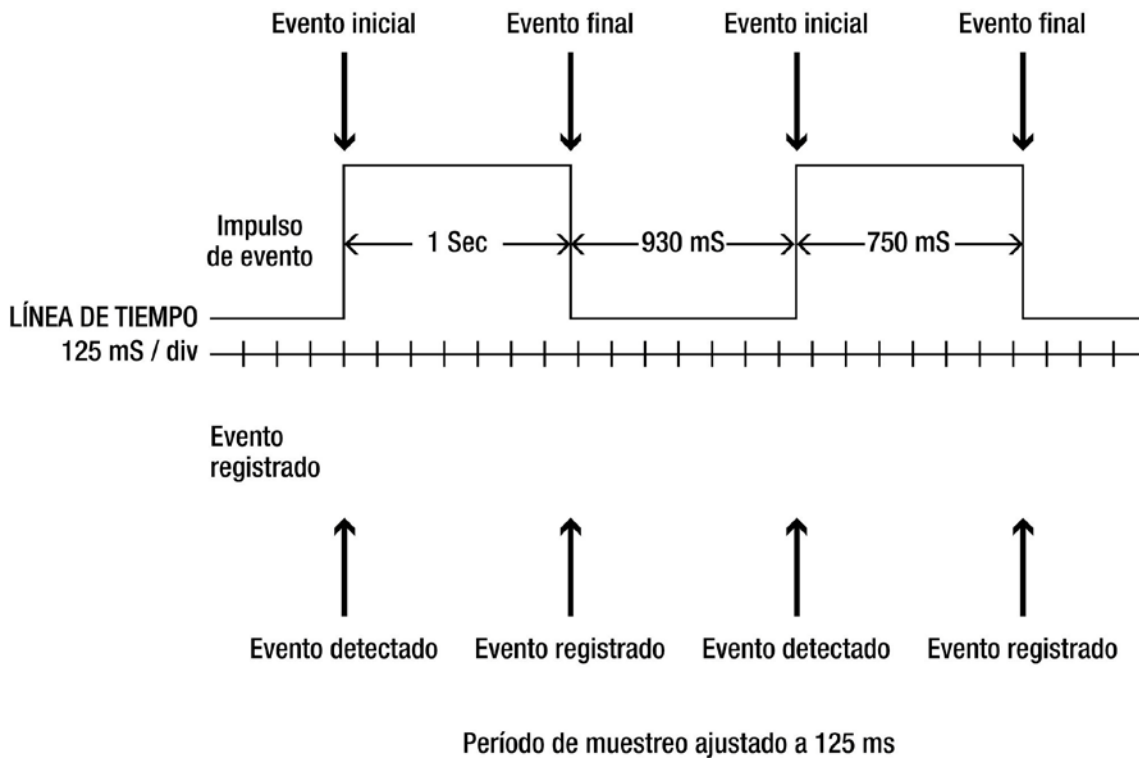 Evento inicial
Evento final
Evento inicial
Evento final
Impulso
de evento
1 Sec
930 mS
750 mS
LÍNEA DE TIEMPO
125 mS / div
Evento
registrado
Evento detectado
Evento registrado
Evento detectado
Evento registrado
Período de muestreo ajustado a 125 ms